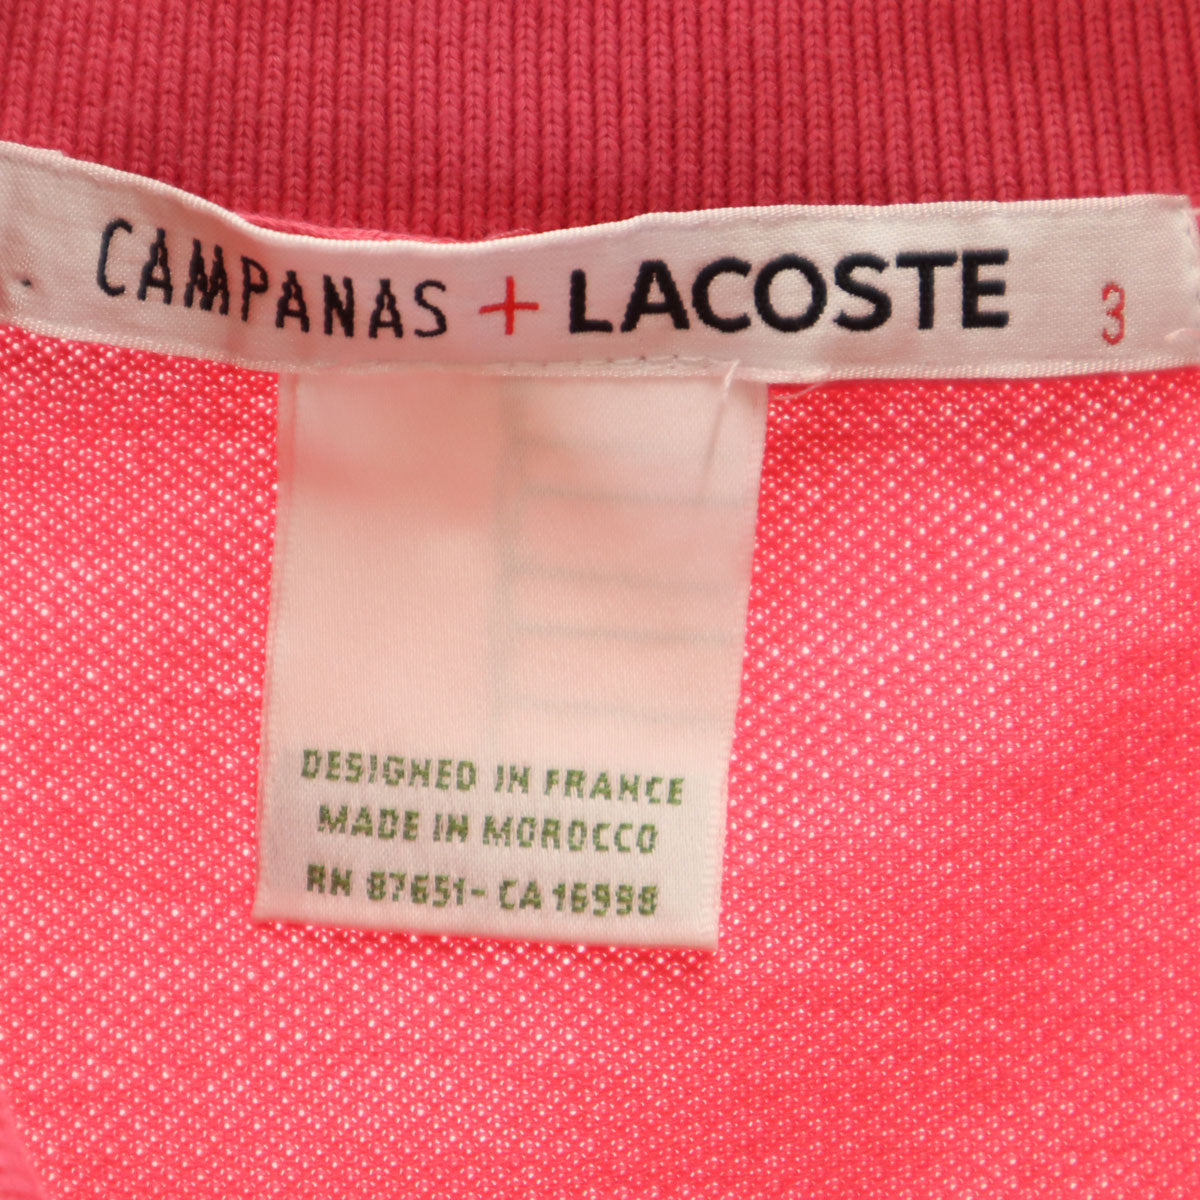 CAMPANAS + LACOSTE 3
DESIGNED IN FRANCE
MADE IN MOROCCO
RN 87651- CA 16998